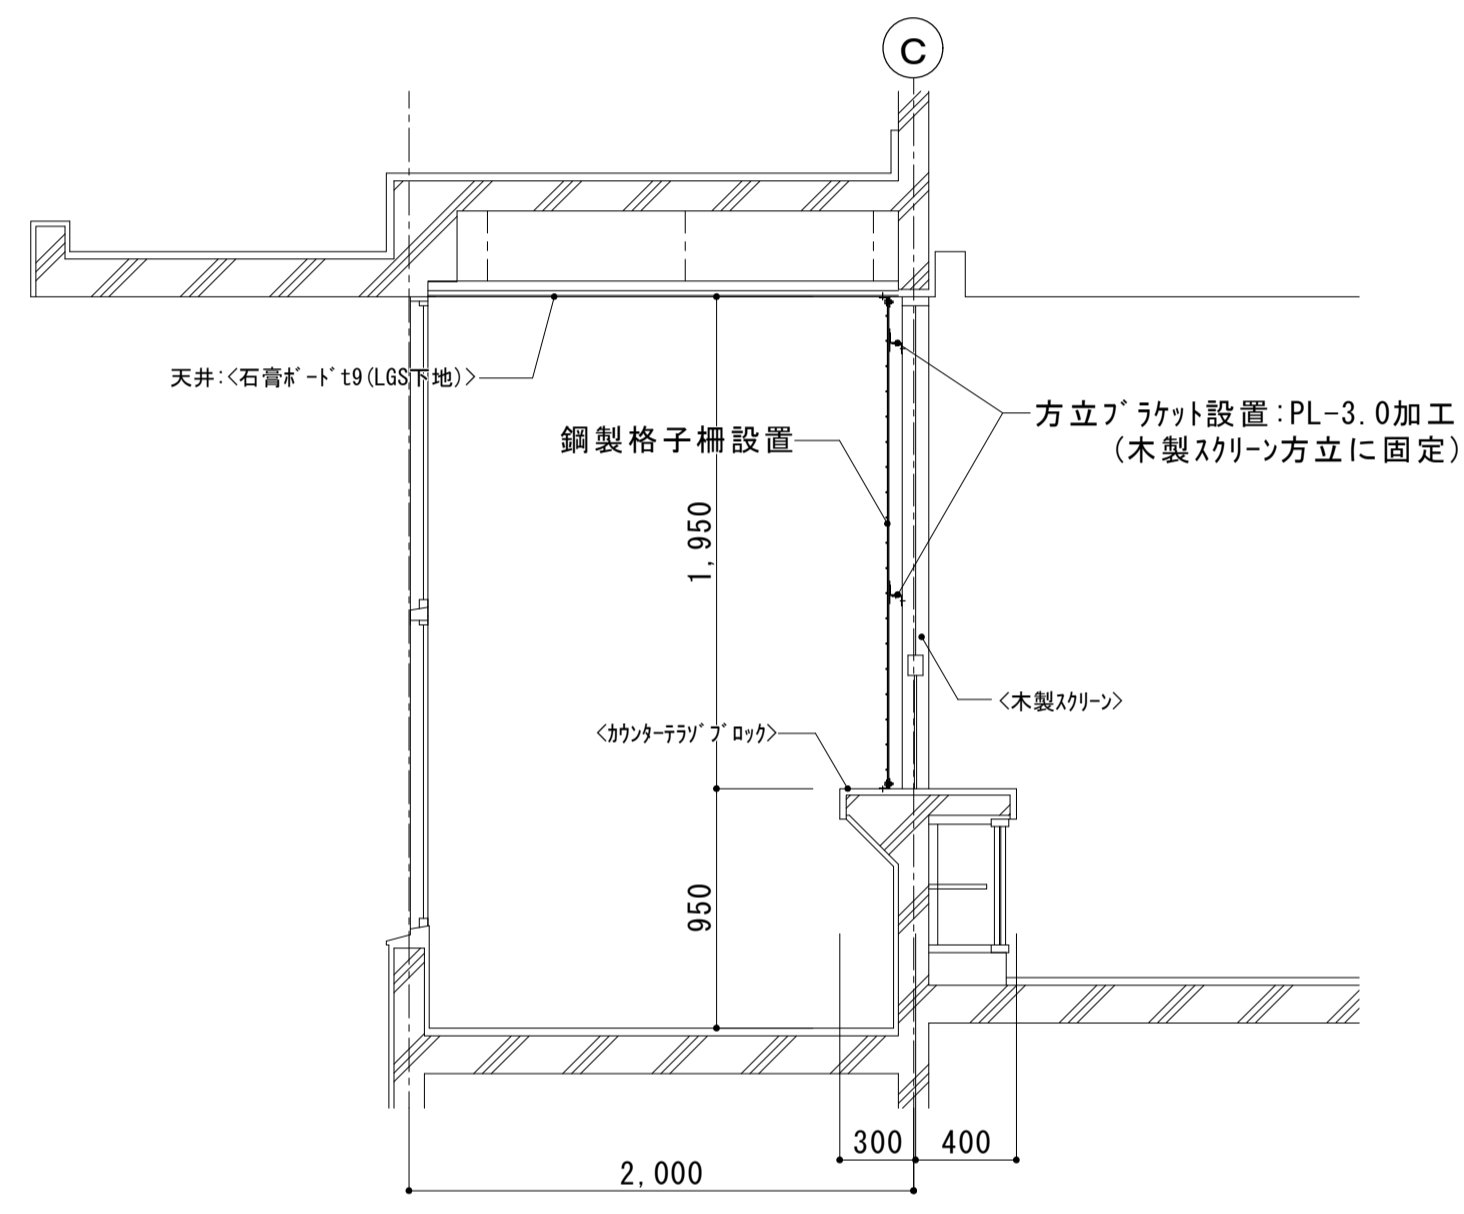 C
天井:<石膏ﾎﾞｰﾄﾞt9(LGS下地)>
方立ﾌﾞﾗｹｯﾄ設置:PL-3.0加工
(木製ｽｸﾘｰﾝ方立に固定)
鋼製格子柵設置
1,950
<木製ｽｸﾘｰﾝ>
<ｶｳﾝﾀｰﾃﾗｿﾞﾌﾞﾛｯｸ>
950
300
400
2,000